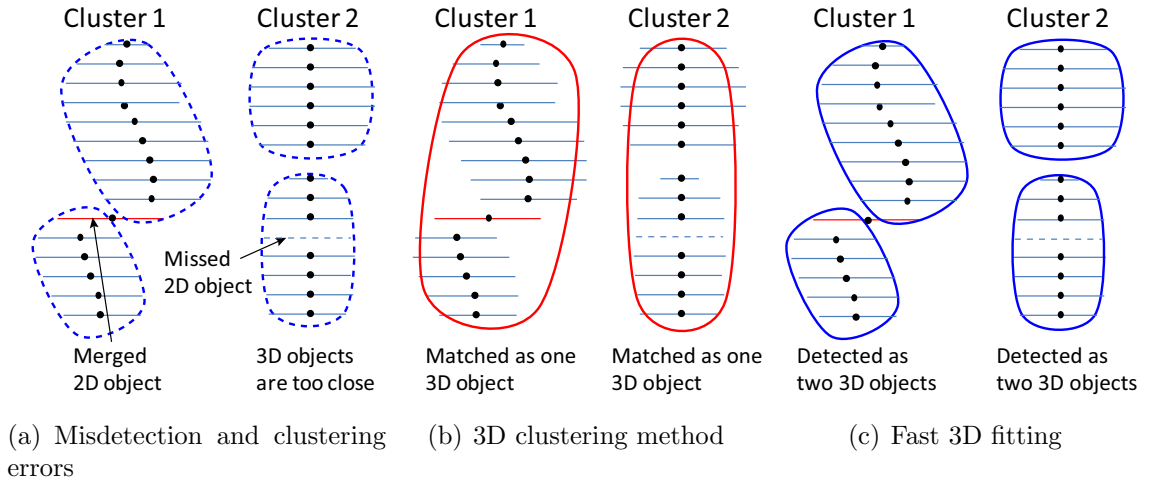 Cluster 1
Cluster 2
Cluster 1
Cluster 2
Cluster 1
Cluster 2
Missed
2D object
Merged
2D object
3D objects
are too close
Matched as one
3D object
Matched as one
3D object
Detected as
two 3D objects
Detected as
two 3D objects
(a) Misdetection and clustering
errors
(b) 3D clustering method
(c) Fast 3D fitting